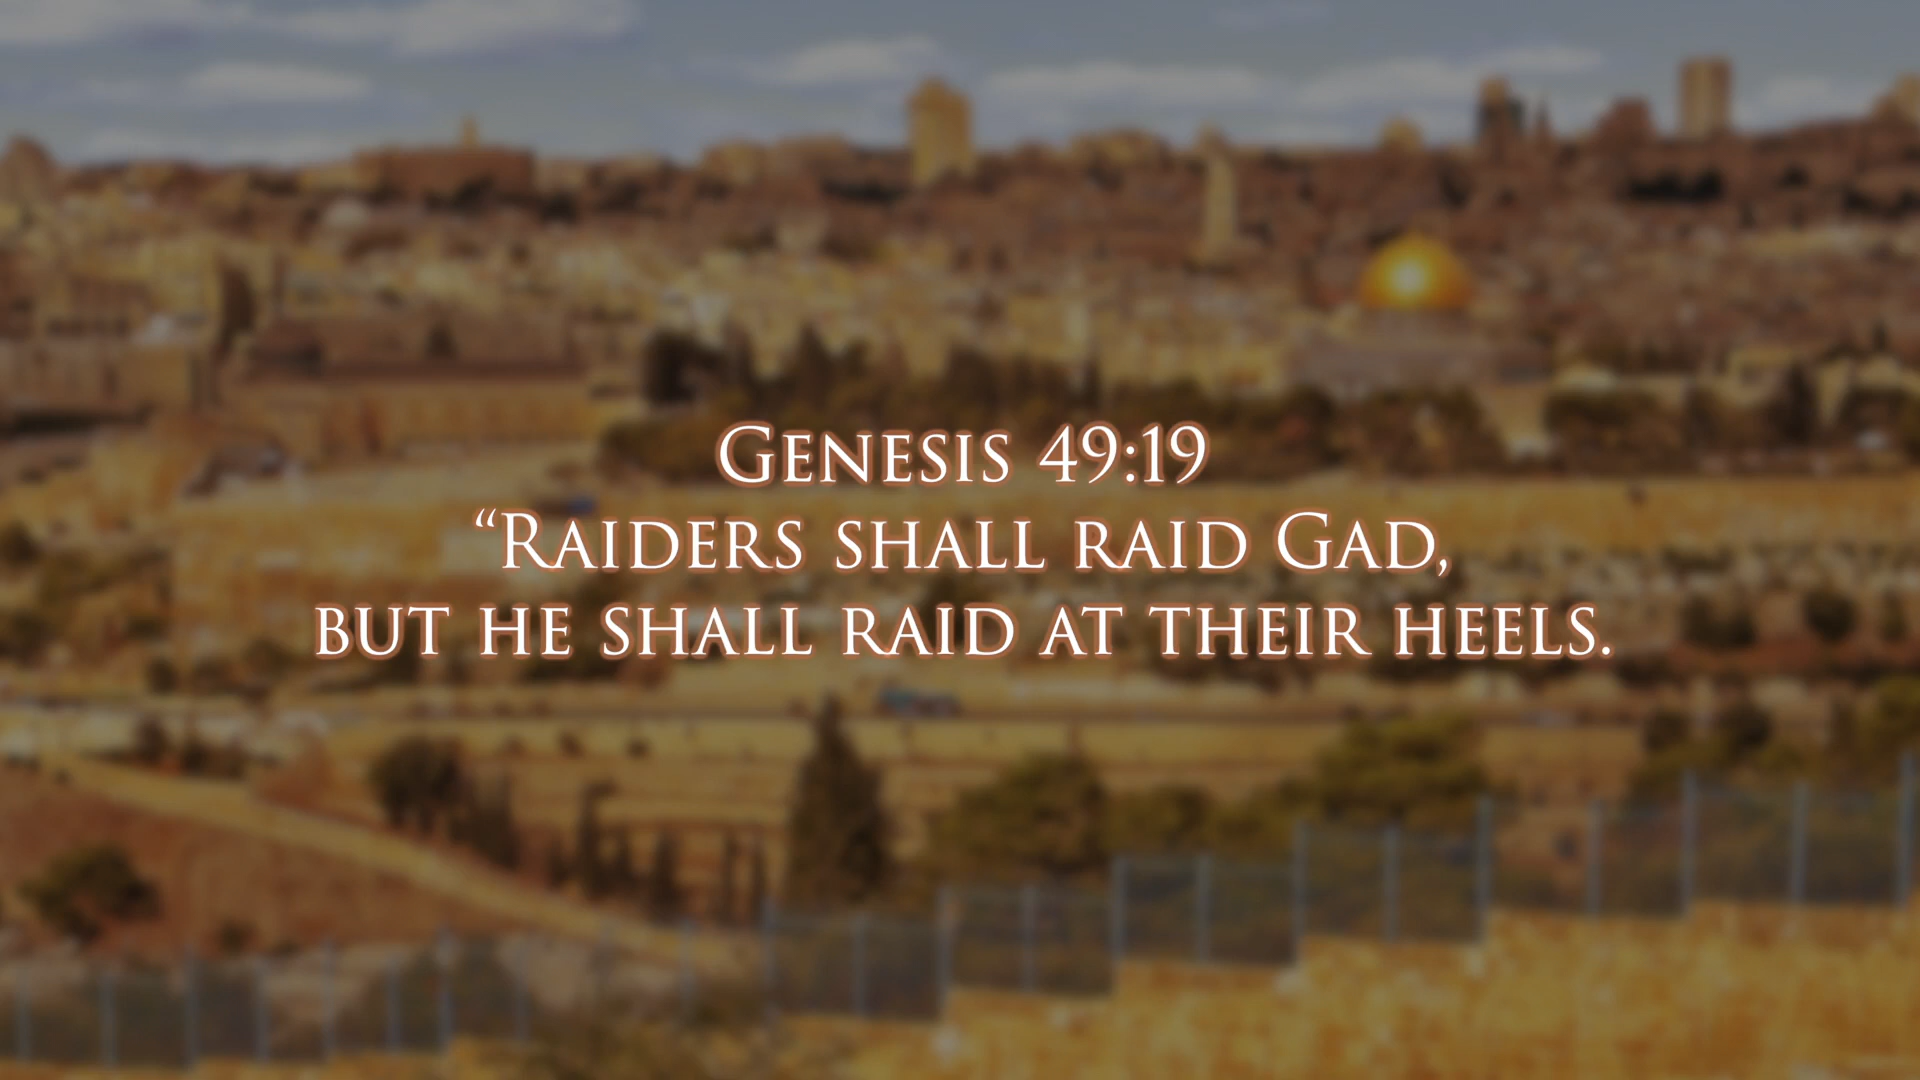 Genesis 49:19
“Raiders shall raid Gad,
but he shall raid at their heels.